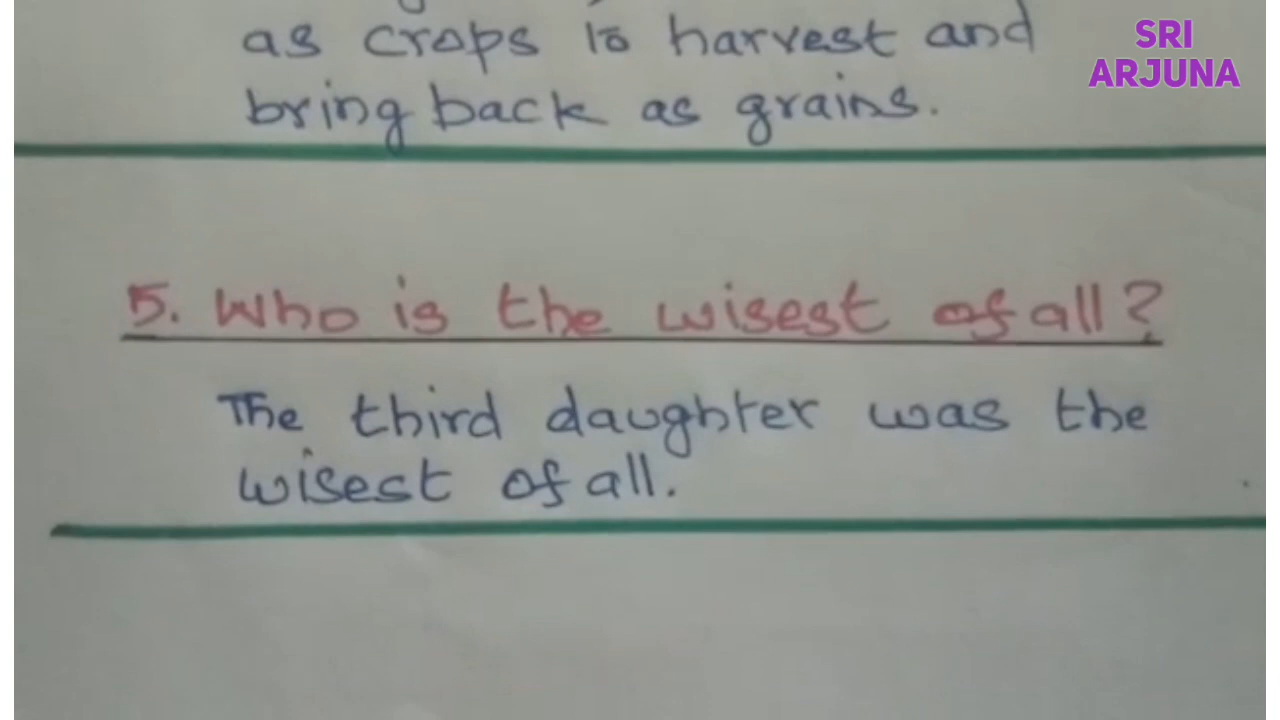 as crops to harvest and
bring back as grains.
SRI
ARJUNA
5. Who is the wisest of all?
The third daughter was the
wisest of all.